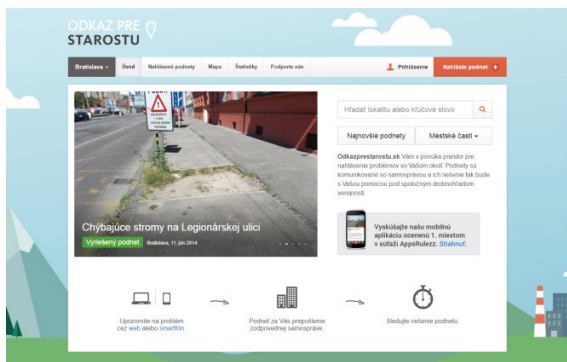 ODKAZ PRE
STAROSTU
Bratislava
Úvod
Nahlásené podnety
Mapa
Štatistiky
Podporte nás
Prihlásenie
Nahláste podnet +
Chýbajúce stromy na Legionárskej ulici
Vyriešený podnet
Bratislava, 11. jún 2014
Hľadať lokalitu alebo kľúčové slovo
Najnovšie podnety
Mestské časti
Odkazprestarostu.sk Vám v ponúka priestor pre
nahlásenie problémov vo Vašom okolí. Podnety sú
komunikované so samosprávou a ich riešenie tak bude
s Vašou pomocou pod spoločným drobnohľadom
verejnosti.
Vyskúšajte našu mobilnú
aplikáciu ocenenú 1. miestom
v súťaži AppsRulezz. Stiahnuť.
Upozornite na problém
cez web alebo smartfón.
Podnet za Vás prepošleme
zodpovednej samospráve.
Sledujte riešenie podnetu.